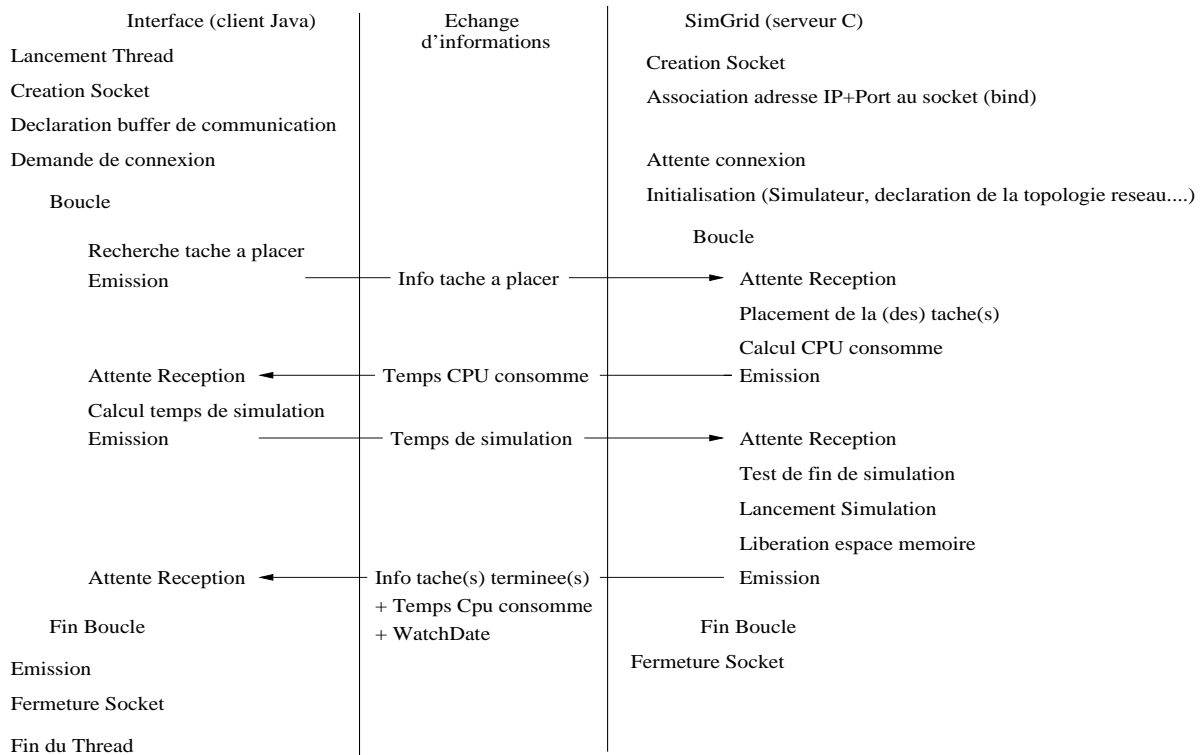 Interface (client Java)
Echange
d'informations
SimGrid (serveur C)
Lancement Thread
Creation Socket
Creation Socket
Association adresse IP+Port au socket (bind)
Declaration buffer de communication
Demande de connexion
Attente connexion
Boucle
Initialisation (Simulateur, declaration de la topologie reseau....)
Boucle
Recherche tache a placer
Emission
Info tache a placer
Attente Reception
Placement de la (des) tache(s)
Calcul CPU consomme
Attente Reception
Temps CPU consomme
Emission
Calcul temps de simulation
Emission
Temps de simulation
Attente Reception
Test de fin de simulation
Lancement Simulation
Liberation espace memoire
Attente Reception
Info tache(s) terminee(s)
Emission
+ Temps Cpu consomme
+ WatchDate
Fin Boucle
Fin Boucle
Emission
Fermeture Socket
Fermeture Socket
Fin du Thread